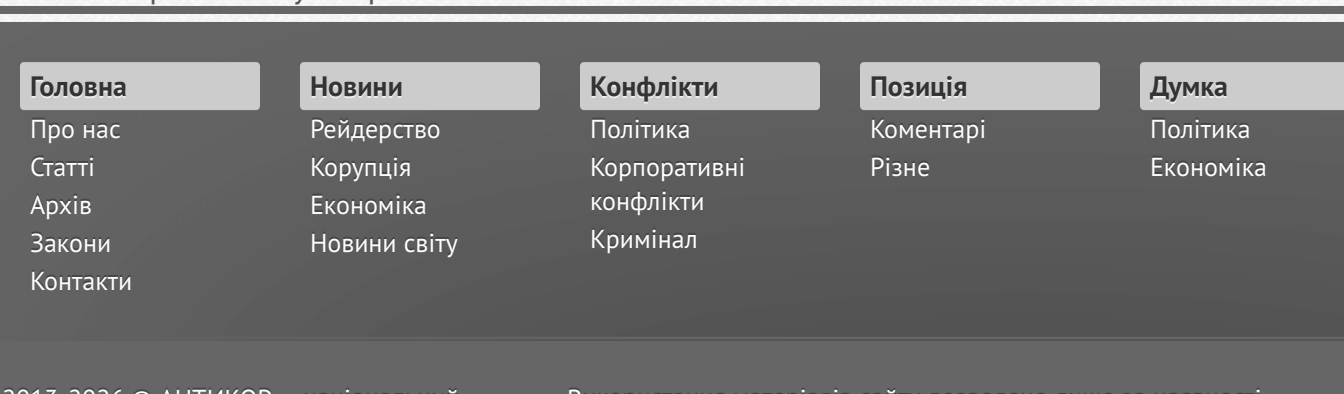 Головна
Про нас
Статті
Архів
Закони
Контакти
Новини
Рейдерство
Корупція
Економіка
Новини світу
Конфлікти
Політика
Корпоративні
конфлікти
Кримінал
Позиція
Коментарі
Різне
Думка
Політика
Економіка